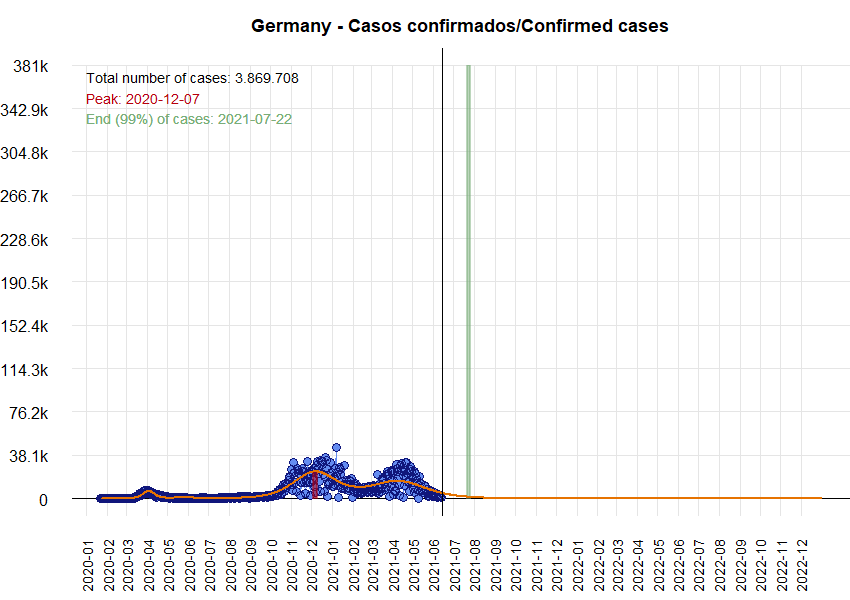 Germany - Casos confirmados/Confirmed cases
381k
342.9k
304.8k
266.7k
228.6k
190.5k
152.4k
114.3k
76.2k
38.1k
0
Total number of cases: 3.869.708
Peak: 2020-12-07
End (99%) of cases: 2021-07-22
2020-01
2020-02
2020-03
2020-04
2020-05
2020-06
2020-07
2020-08
2020-09
2020-10
2020-11
2020-12
2021-01
2021-02
2021-03
2021-04
2021-05
2021-06
2021-07
2021-08
2021-09
2021-10
2021-11
2021-12
2022-01
2022-02
2022-03
2022-04
2022-05
2022-06
2022-07
2022-08
2022-09
2022-10
2022-11
2022-12